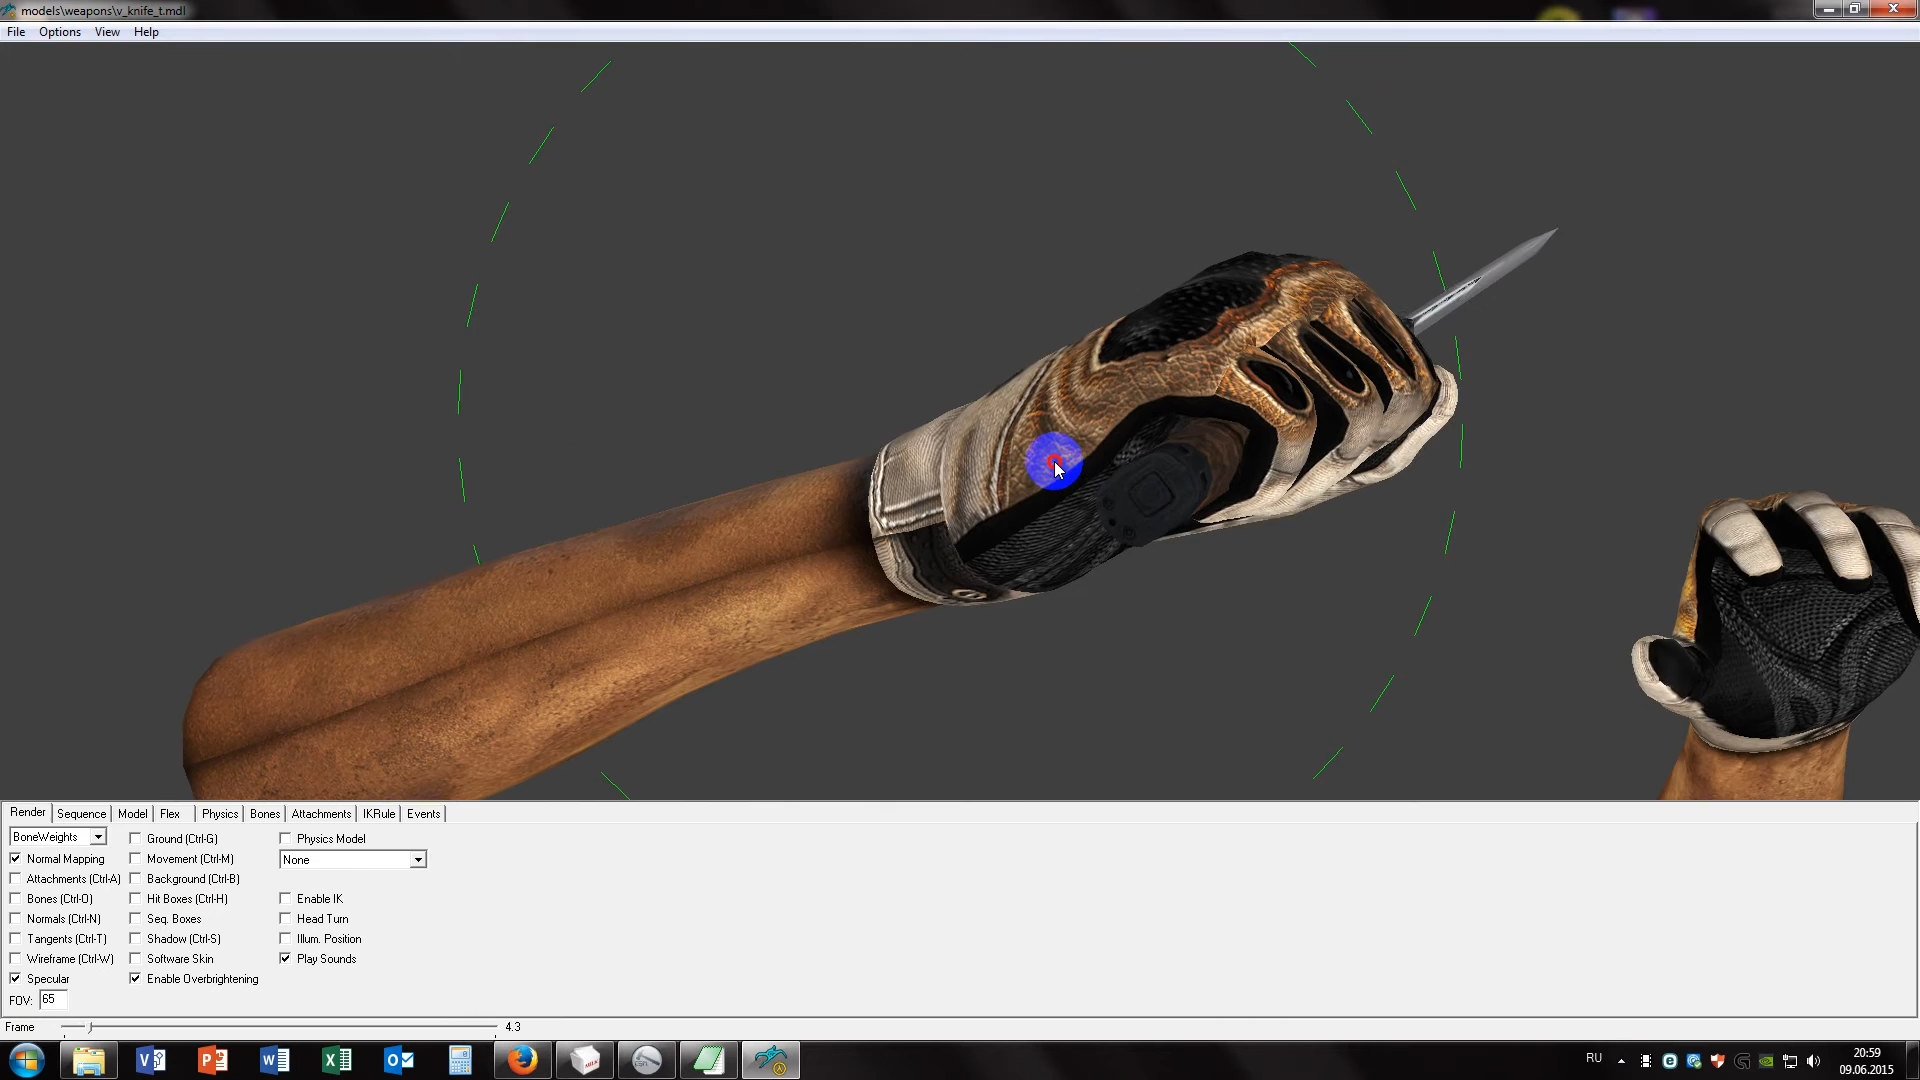 models\weapons\v_knife_t.mdl
File Options View Help
Render Sequence Model Flex Physics Bones Attachments IKRule Events
BoneWeights Ground (Ctrl-G) Physics Model
Normal Mapping Movement (Ctrl-M) None
Attachments (Ctrl-A) Background (Ctrl-B)
Bones (Ctrl-O) Hit Boxes (Ctrl-H) Enable IK
Normals (Ctrl-N) Seq. Boxes Head Turn
Tangents (Ctrl-T) Shadow (Ctrl-S) Illum. Position
Wireframe (Ctrl-W) Software Skin Play Sounds
Specular Enable Overbrightening
FOV: 65
Frame 4.3
RU 20:59
09.06.2015